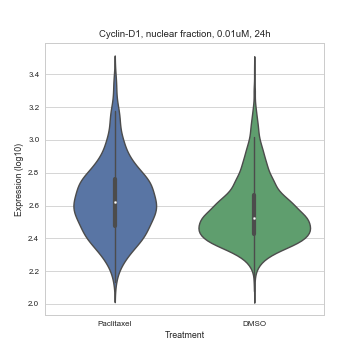 Cyclin-D1, nuclear fraction, 0.01uM, 24h
Expression (log10)
3.4
3.2
3.0
2.8
2.6
2.4
2.2
2.0
Paclitaxel
DMSO
Treatment